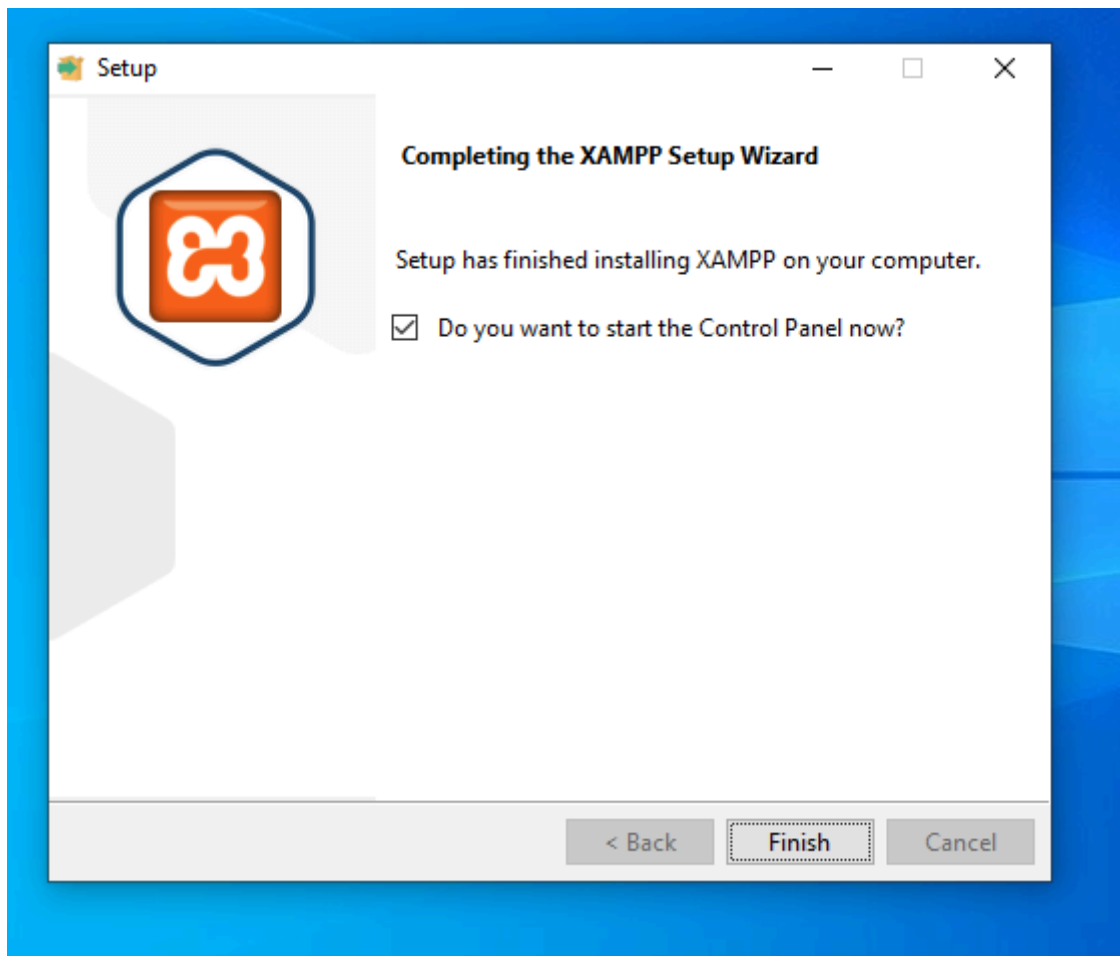 Setup
Completing the XAMPP Setup Wizard
Setup has finished installing XAMPP on your computer.
Do you want to start the Control Panel now?
< Back Finish Cancel